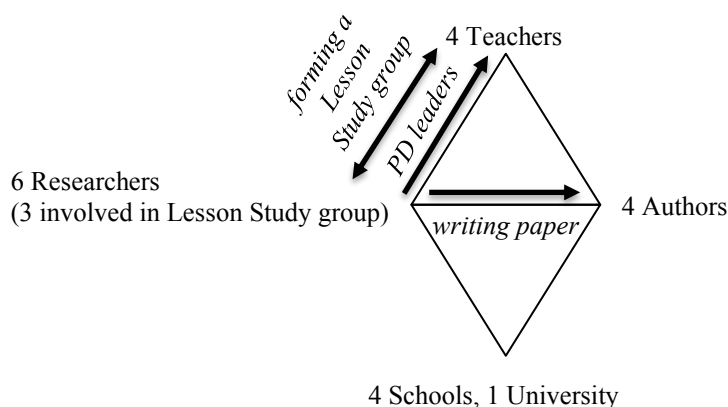 4 Teachers
forming a
Lesson
Study group
PD leaders
6 Researchers
(3 involved in Lesson Study group)
writing paper
4 Authors
4 Schools, 1 University